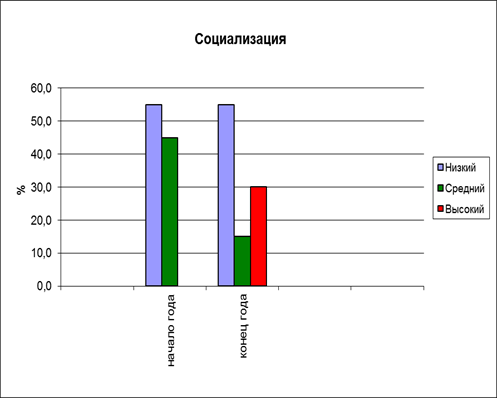 Социализация
60,0
50,0
40,0
30,0
20,0
10,0
0,0
%
начало года
конец года
Низкий
Средний
Высокий